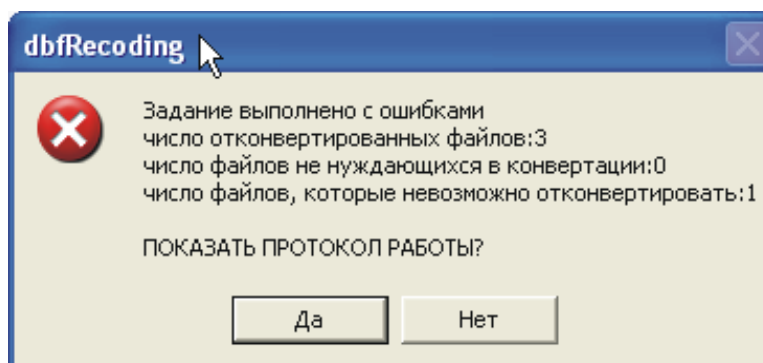 dbfRecoding
Задание выполнено с ошибками
число отконвертированных файлов:3
число файлов не нуждающихся в конвертации:0
число файлов, которые невозможно отконвертировать:1
ПОКАЗАТЬ ПРОТОКОЛ РАБОТЫ?
Да
Нет